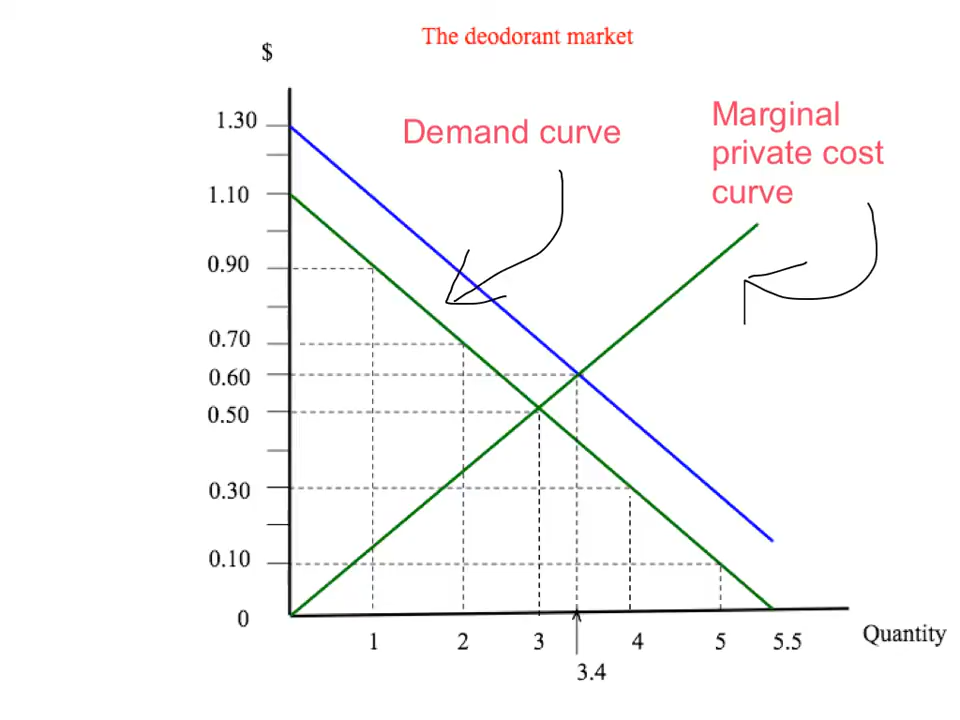 The deodorant market
$
Demand curve
Marginal
private cost
curve
1.30
1.10
0.90
0.70
0.60
0.50
0.30
0.10
0
1 2 3 4 5 5.5
Quantity
3.4